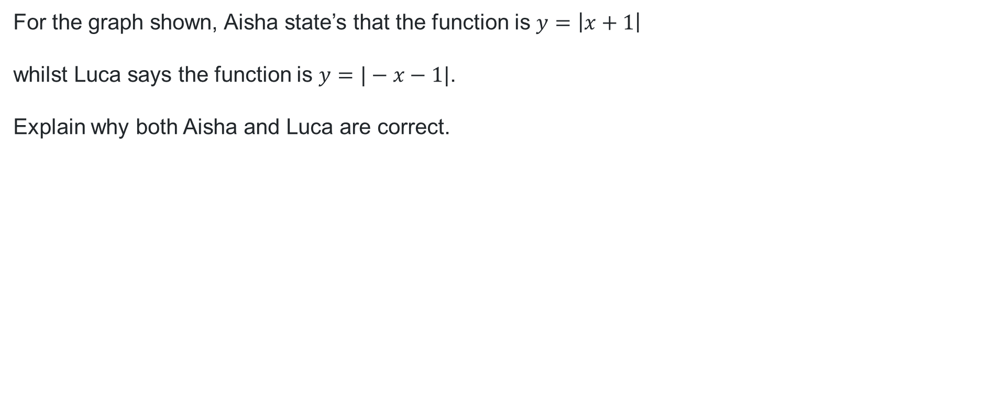 For the graph shown, Aisha state’s that the function is y = |x + 1|
whilst Luca says the function is y = | − x − 1|.
Explain why both Aisha and Luca are correct.